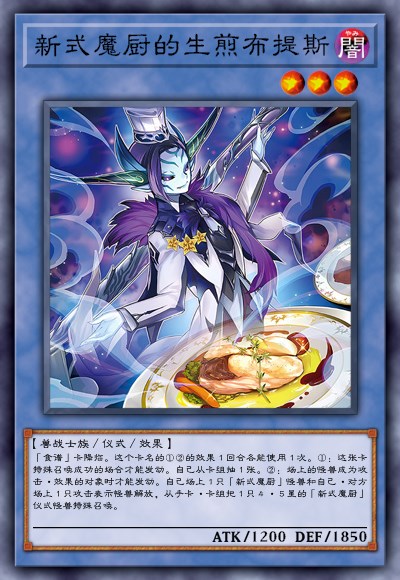 新式魔厨的生煎布提斯
やみ
闇
【兽战士族／仪式／效果】
「食谱」卡降临。这个卡名的①②的效果1回合各能使用1次。①：这张卡
特殊召唤成功的场合才能发动。自己从卡组抽1张。②：场上的怪兽成为攻
击·效果的对象时才能发动。自己场上1只「新式魔厨」怪兽和自己·对方
场上1只攻击表示怪兽解放，从手卡·卡组把1只4·5星的「新式魔厨」
仪式怪兽特殊召唤。
ATK/1200 DEF/1850